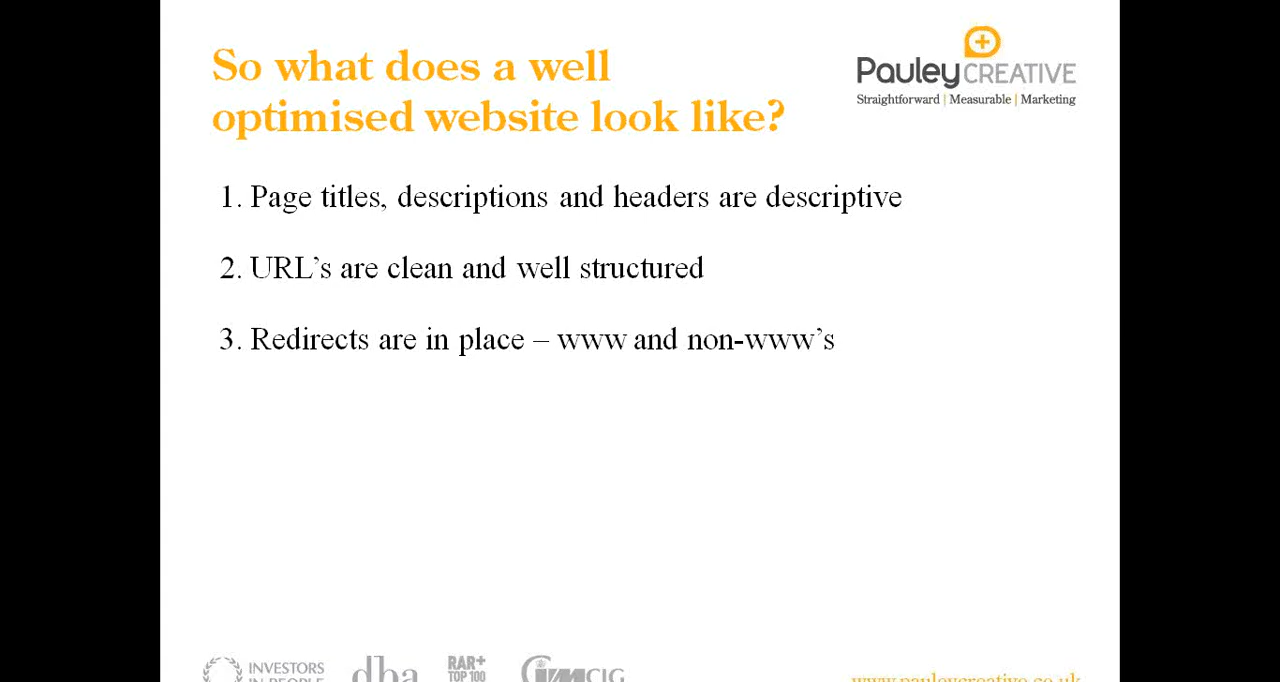 So what does a well
optimised website look like?
Pauley CREATIVE
Straightforward | Measurable | Marketing
1. Page titles, descriptions and headers are descriptive
2. URL's are clean and well structured
3. Redirects are in place – www and non-www's
INVESTORS
IN PEOPLE
dba
RAR+
TOP 100
CIM CIG
www.pauleycreative.co.uk